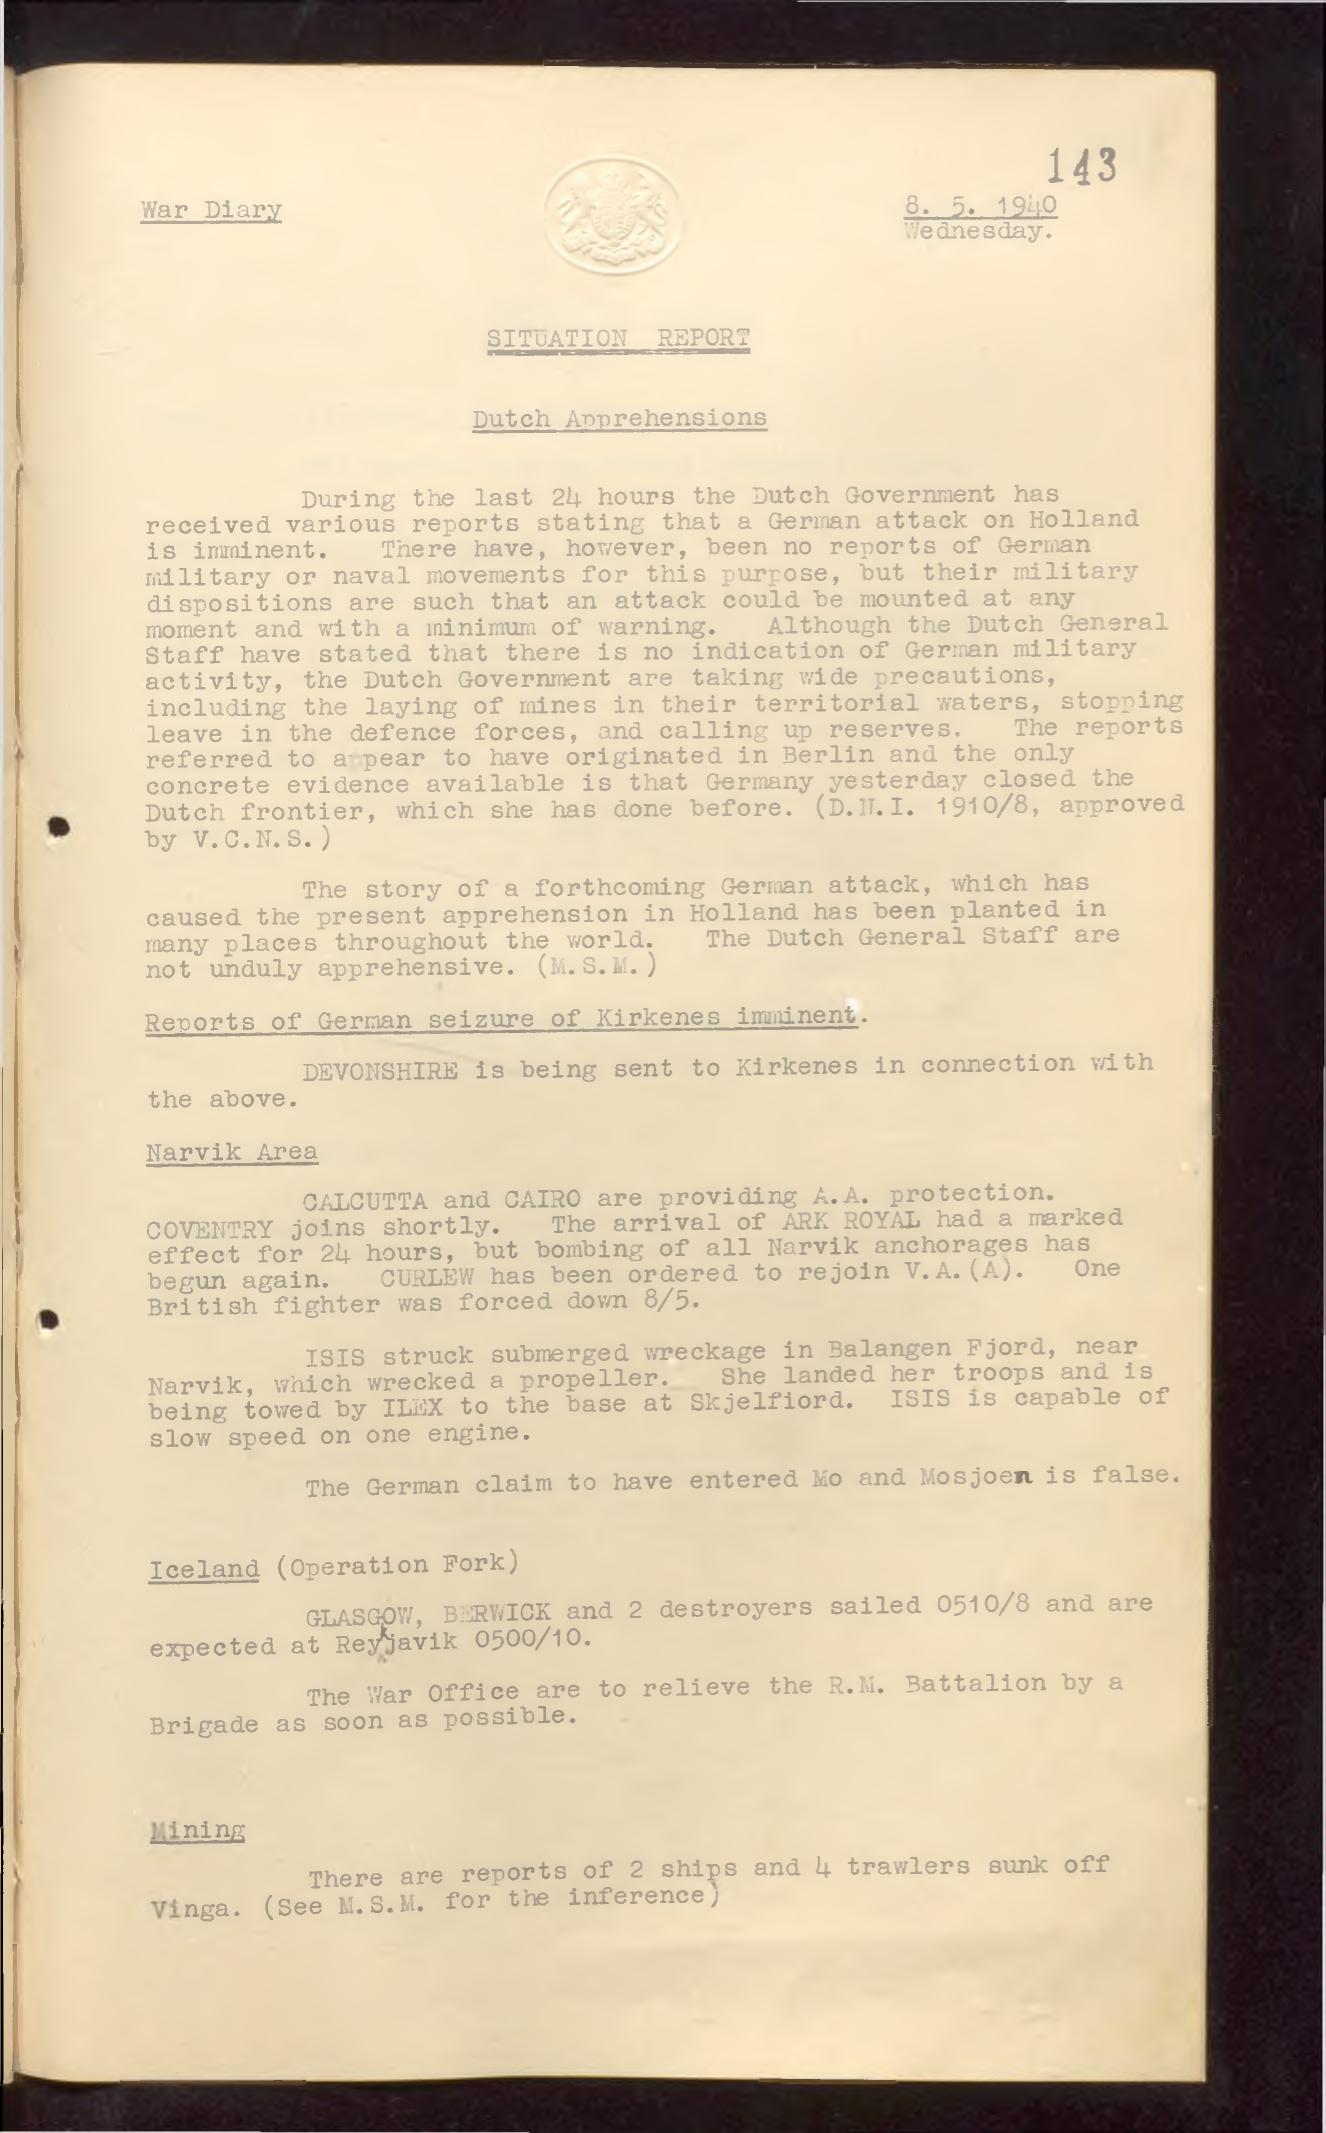 143
War Diary
8. 5. 1940
Wednesday.
SITUATION REPORT
Dutch Apprehensions
During the last 24 hours the Dutch Government has
received various reports stating that a German attack on Holland
is imminent. There have, however, been no reports of German
military or naval movements for this purpose, but their military
dispositions are such that an attack could be mounted at any
moment and with a minimum of warning. Although the Dutch General
Staff have stated that there is no indication of German military
activity, the Dutch Government are taking wide precautions,
including the laying of mines in their territorial waters, stopping
leave in the defence forces, and calling up reserves. The reports
referred to appear to have originated in Berlin and the only
concrete evidence available is that Germany yesterday closed the
Dutch frontier, which she has done before. (D.N.I. 1910/8, approved
by V.C.N.S.)
The story of a forthcoming German attack, which has
caused the present apprehension in Holland has been planted in
many places throughout the world. The Dutch General Staff are
not unduly apprehensive. (M.S.M.)
Reports of German seizure of Kirkenes imminent.
DEVONSHIRE is being sent to Kirkenes in connection with
the above.
Narvik Area
CALCUTTA and CAIRO are providing A.A. protection.
COVENTRY joins shortly. The arrival of ARK ROYAL had a marked
effect for 24 hours, but bombing of all Narvik anchorages has
begun again. CURLEW has been ordered to rejoin V.A.(A). One
British fighter was forced down 8/5.
ISIS struck submerged wreckage in Balangen Fjord, near
Narvik, which wrecked a propeller. She landed her troops and is
being towed by ILEX to the base at Skjelfiord. ISIS is capable of
slow speed on one engine.
The German claim to have entered Mo and Mosjoen is false.
Iceland (Operation Fork)
GLASGOW, BERWICK and 2 destroyers sailed 0510/8 and are
expected at Reykjavik 0500/10.
The War Office are to relieve the R.M. Battalion by a
Brigade as soon as possible.
Mining
There are reports of 2 ships and 4 trawlers sunk off
Vinga. (See M.S.M. for the inference)